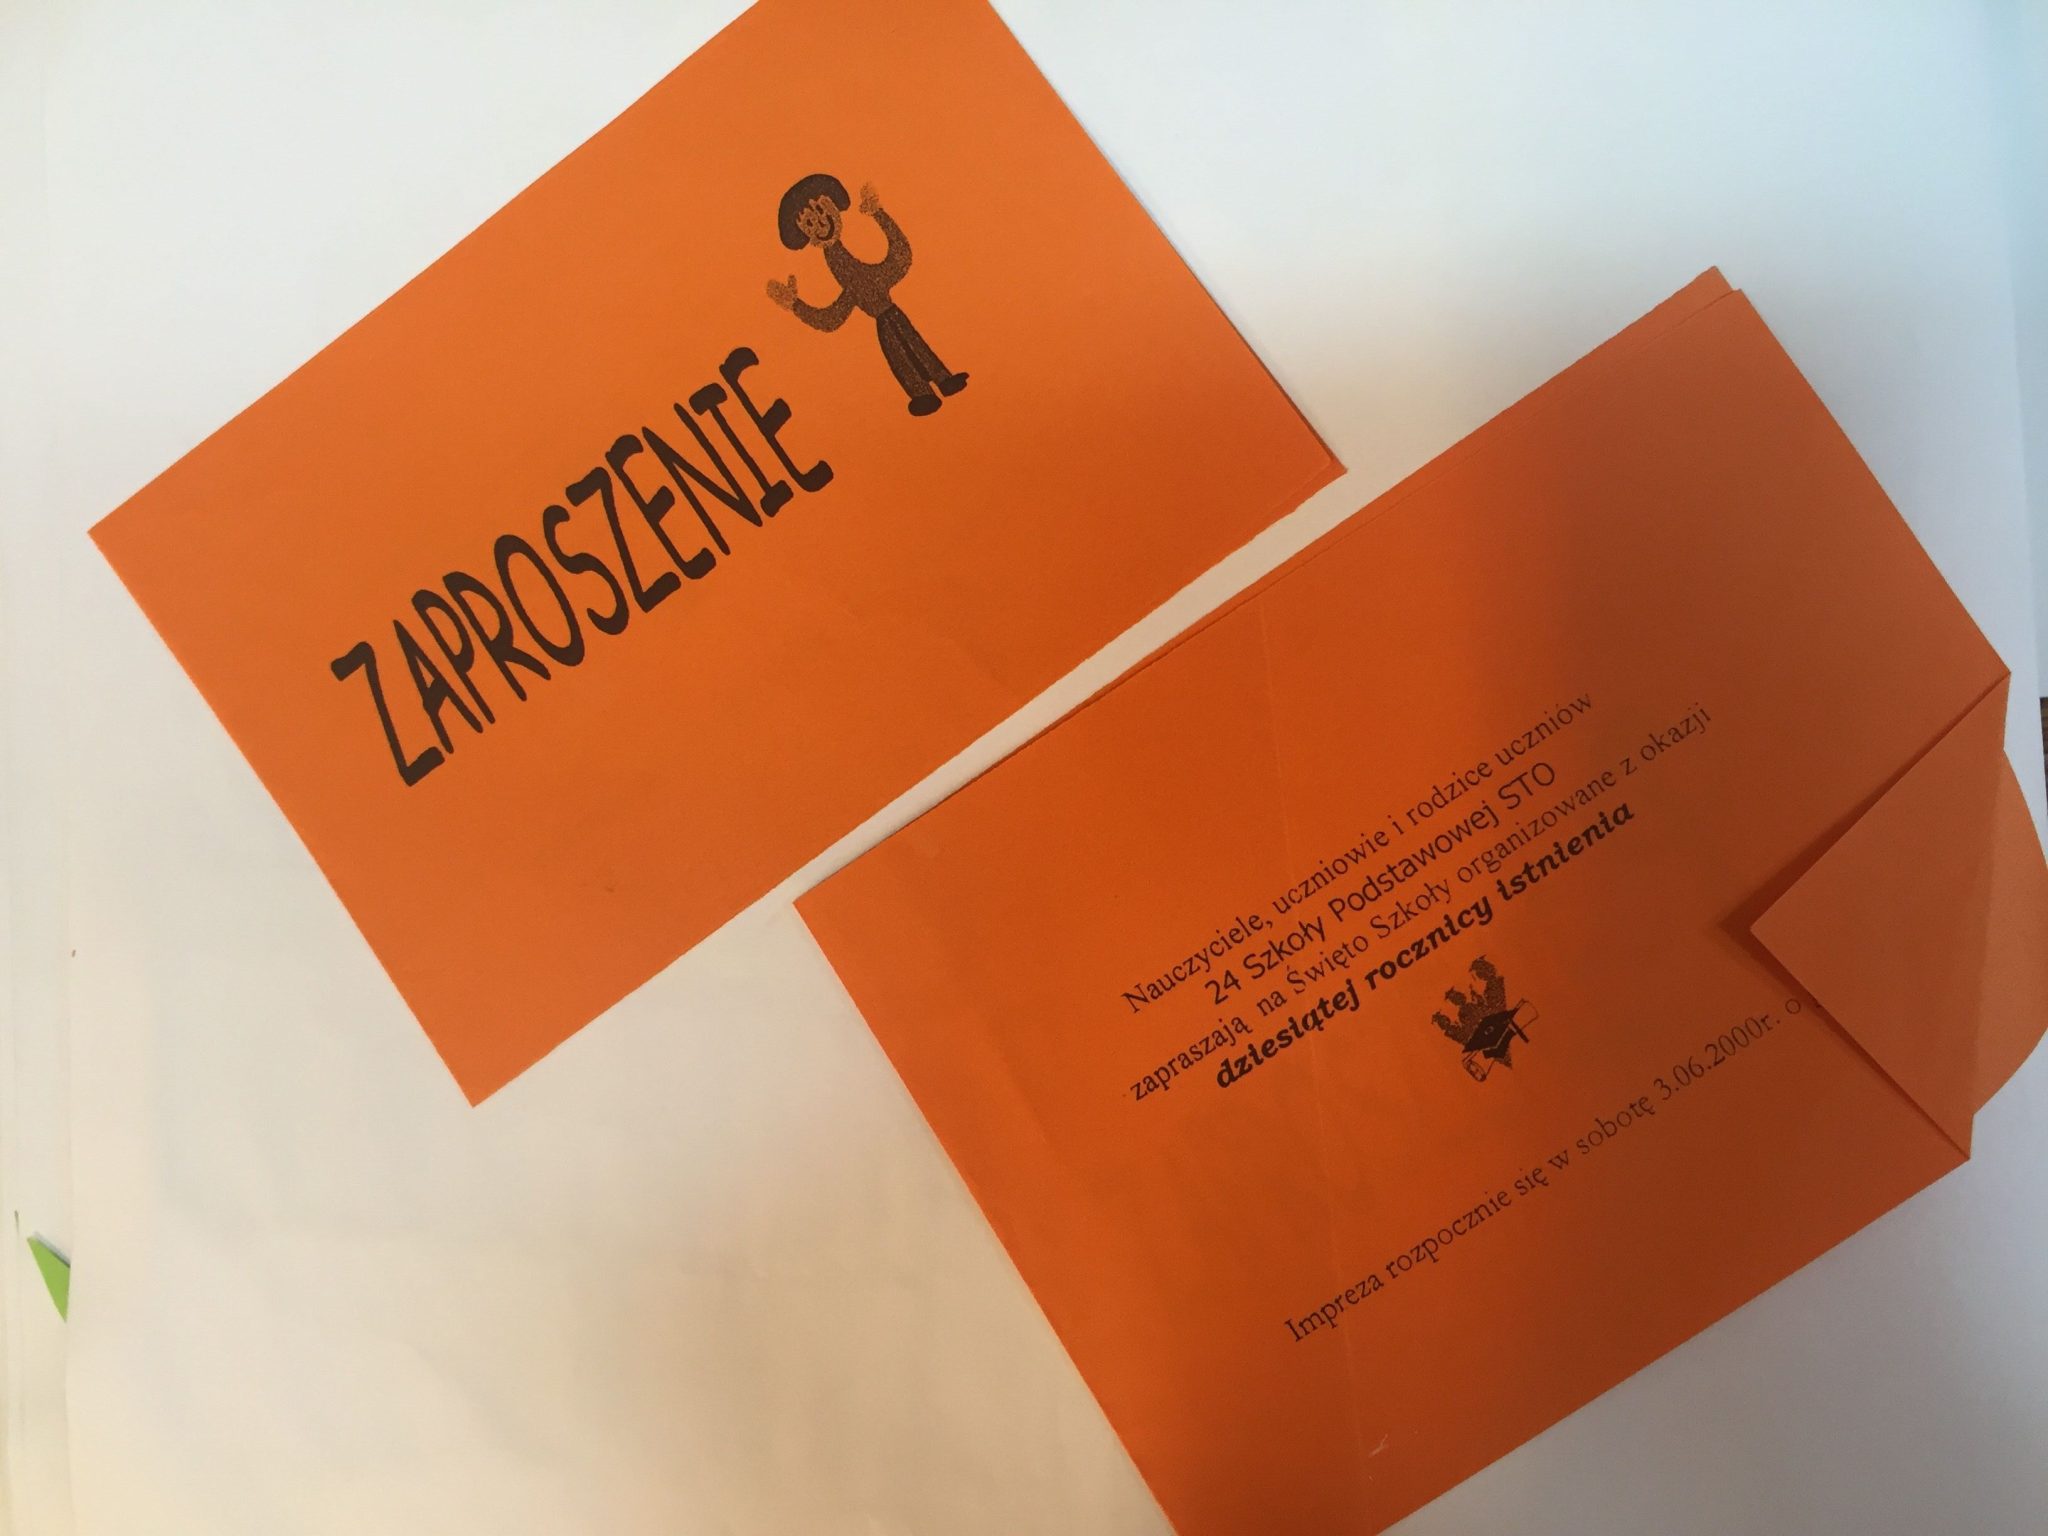 ZAPROSZENIE
Nauczyciele, uczniowie i rodzice uczniów
24 Szkoły Podstawowej STO
zapraszają na Święto Szkoły organizowane z okazji
dziesiątej rocznicy istnienia
Impreza rozpocznie się w sobotę 3.06.2000r. o